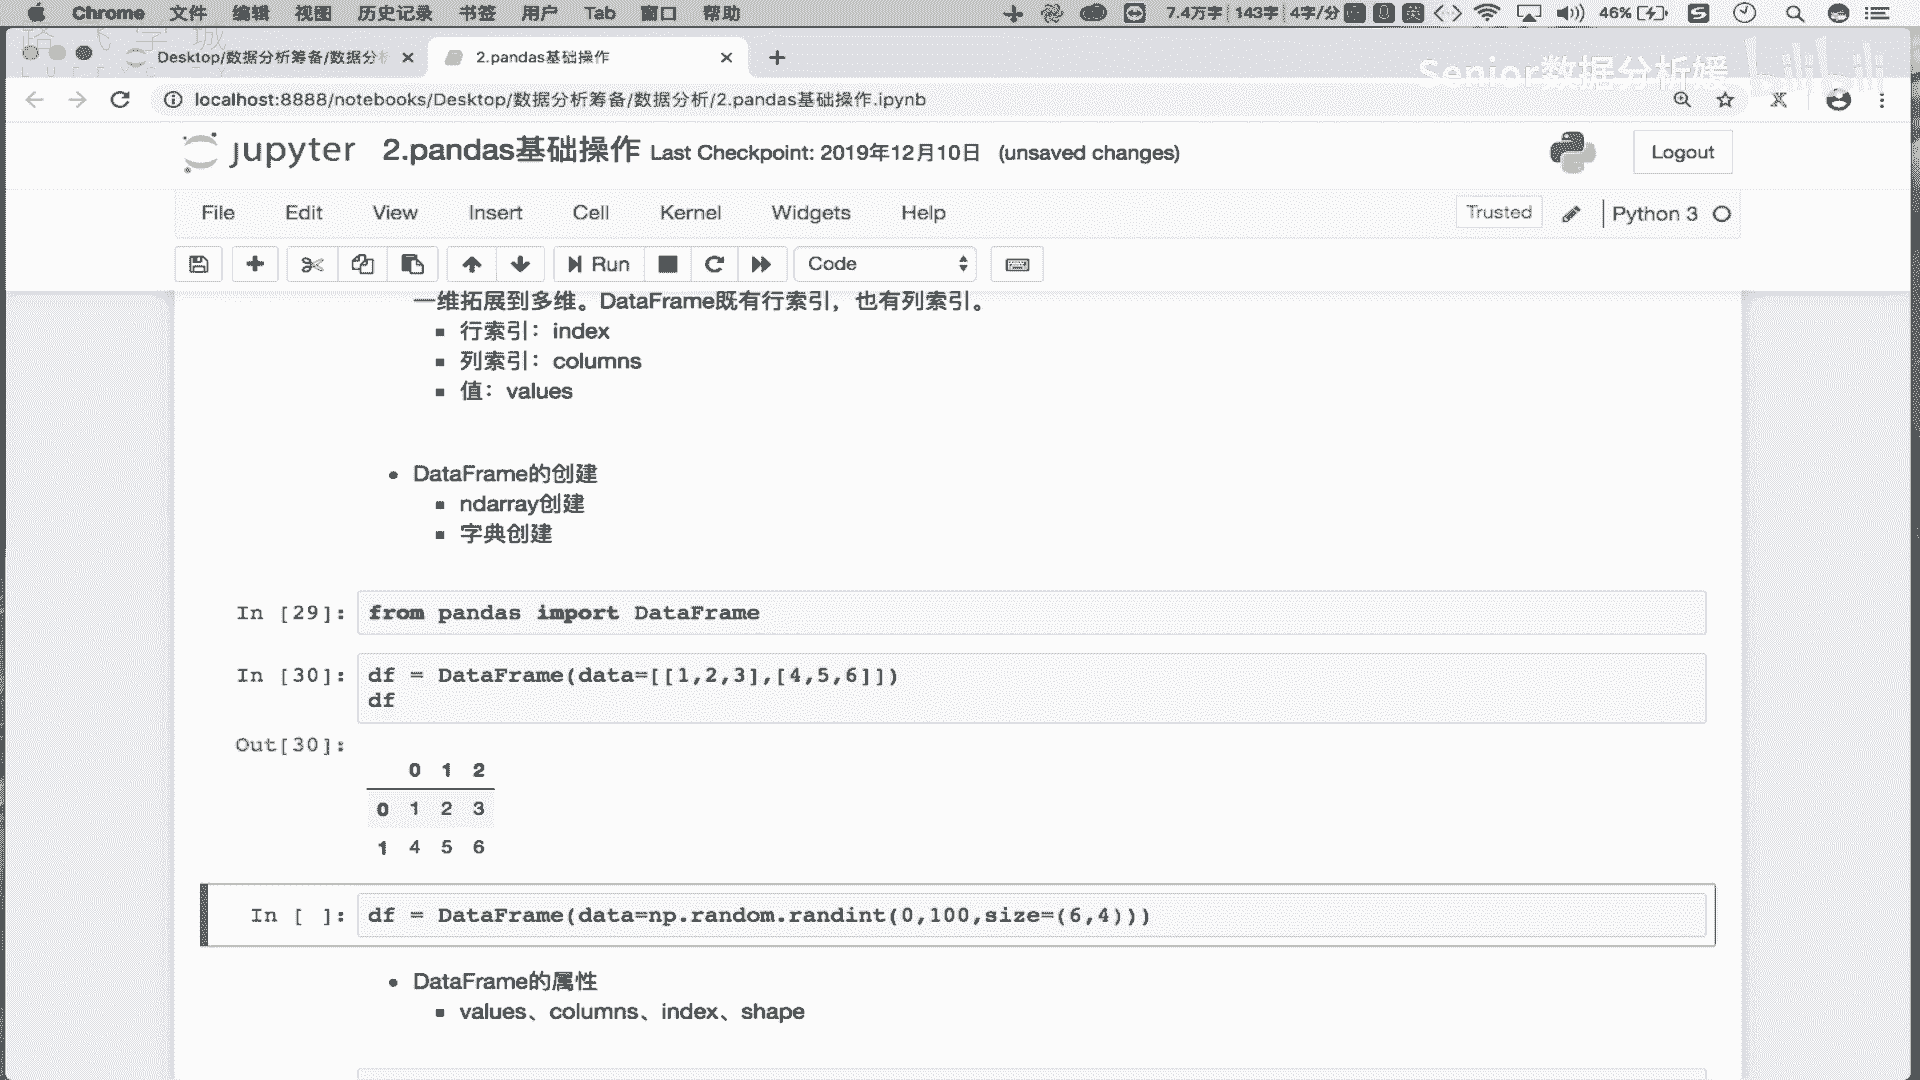 Chrome 文件 编辑 视图 历史记录 书签 用户 Tab 窗口 帮助 7.4万字 143字 4字/分 英 46%
Desktop/数据分析筹备/数据分析
2.pandas基础操作
Senior数据分析媛 bilibili
localhost:8888/notebooks/Desktop/数据分析筹备/数据分析/2.pandas基础操作.ipynb
jupyter 2.pandas基础操作 Last Checkpoint: 2019年12月10日 (unsaved changes)
Logout
File Edit View Insert Cell Kernel Widgets Help
Trusted Python 3
Run Code
一维拓展到多维。DataFrame既有行索引，也有列索引。
行索引：index
列索引：columns
值：values
DataFrame的创建
ndarray创建
字典创建
In [29]: from pandas import DataFrame
In [30]: df = DataFrame(data=[[1,2,3],[4,5,6]])
df
Out[30]:
0 1 2
0 1 2 3
1 4 5 6
In [ ]: df = DataFrame(data=np.random.randint(0,100,size=(6,4)))
DataFrame的属性
values、columns、index、shape